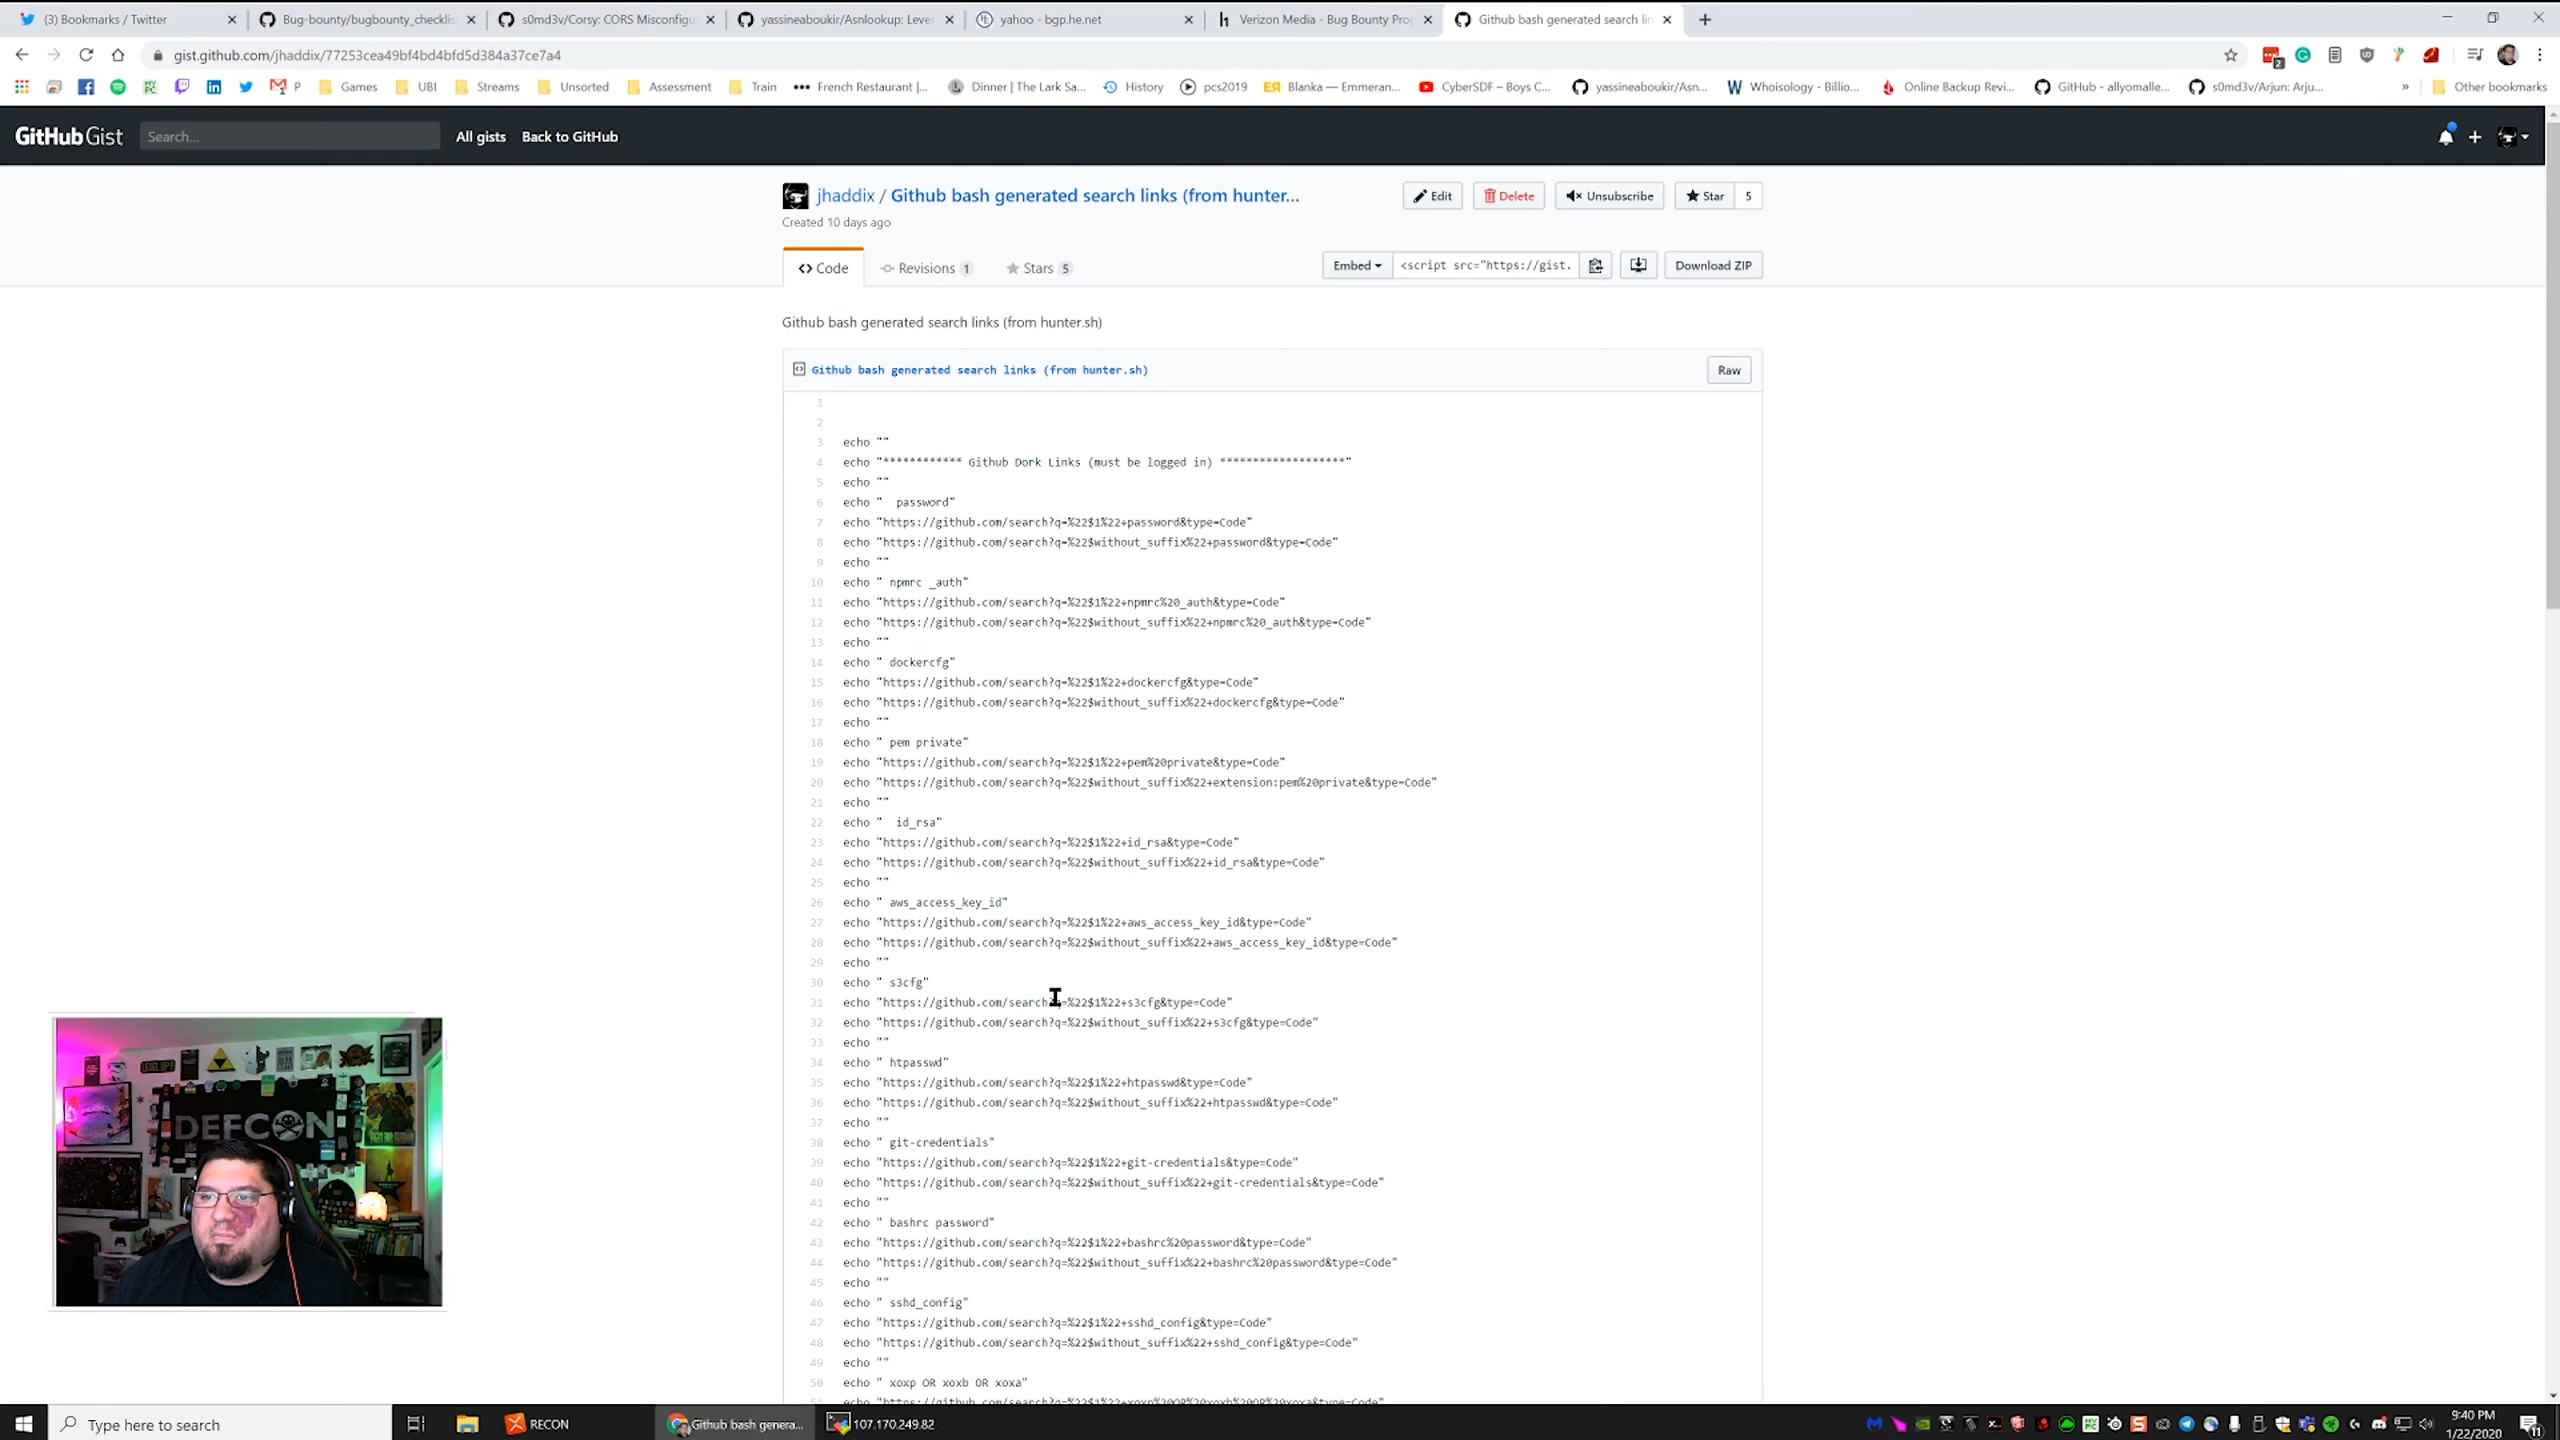 (3) Bookmarks / Twitter
Bug-bounty/bugbounty_checklis
s0md3v/Corsy: CORS Misconfigu
yassineaboukir/Asnlookup: Lever
yahoo - bgp.he.net
Verizon Media - Bug Bounty Prog
Github bash generated search lin
gist.github.com/jhaddix/77253cea49bf4bd4bfd5d384a37ce7a4
P
Games
UBI
Streams
Unsorted
Assessment
Train
French Restaurant |...
Dinner | The Lark Sa...
History
pcs2019
Blanka — Emmeran...
CyberSDF – Boys C...
yassineaboukir/Asn...
Whoisology - Billio...
Online Backup Revi...
GitHub - allyomalle...
s0md3v/Arjun: Arju...
»
Other bookmarks
GitHub Gist
Search...
All gists
Back to GitHub
jhaddix / Github bash generated search links (from hunter...
Edit
Delete
Unsubscribe
Star
5
Created 10 days ago
<> Code
Revisions 1
Stars 5
Embed
<script src="https://gist.
Download ZIP
Github bash generated search links (from hunter.sh)
Github bash generated search links (from hunter.sh)
Raw
1
2
3 echo ""
4 echo "************ Github Dork Links (must be logged in) *******************"
5 echo ""
6 echo "  password"
7 echo "https://github.com/search?q=%22$1%22+password&type=Code"
8 echo "https://github.com/search?q=%22$without_suffix%22+password&type=Code"
9 echo ""
10 echo " npmrc _auth"
11 echo "https://github.com/search?q=%22$1%22+npmrc%20_auth&type=Code"
12 echo "https://github.com/search?q=%22$without_suffix%22+npmrc%20_auth&type=Code"
13 echo ""
14 echo " dockercfg"
15 echo "https://github.com/search?q=%22$1%22+dockercfg&type=Code"
16 echo "https://github.com/search?q=%22$without_suffix%22+dockercfg&type=Code"
17 echo ""
18 echo " pem private"
19 echo "https://github.com/search?q=%22$1%22+pem%20private&type=Code"
20 echo "https://github.com/search?q=%22$without_suffix%22+extension:pem%20private&type=Code"
21 echo ""
22 echo "  id_rsa"
23 echo "https://github.com/search?q=%22$1%22+id_rsa&type=Code"
24 echo "https://github.com/search?q=%22$without_suffix%22+id_rsa&type=Code"
25 echo ""
26 echo " aws_access_key_id"
27 echo "https://github.com/search?q=%22$1%22+aws_access_key_id&type=Code"
28 echo "https://github.com/search?q=%22$without_suffix%22+aws_access_key_id&type=Code"
29 echo ""
30 echo " s3cfg"
31 echo "https://github.com/search?q=%22$1%22+s3cfg&type=Code"
32 echo "https://github.com/search?q=%22$without_suffix%22+s3cfg&type=Code"
33 echo ""
34 echo " htpasswd"
35 echo "https://github.com/search?q=%22$1%22+htpasswd&type=Code"
36 echo "https://github.com/search?q=%22$without_suffix%22+htpasswd&type=Code"
37 echo ""
38 echo " git-credentials"
39 echo "https://github.com/search?q=%22$1%22+git-credentials&type=Code"
40 echo "https://github.com/search?q=%22$without_suffix%22+git-credentials&type=Code"
41 echo ""
42 echo " bashrc password"
43 echo "https://github.com/search?q=%22$1%22+bashrc%20password&type=Code"
44 echo "https://github.com/search?q=%22$without_suffix%22+bashrc%20password&type=Code"
45 echo ""
46 echo " sshd_config"
47 echo "https://github.com/search?q=%22$1%22+sshd_config&type=Code"
48 echo "https://github.com/search?q=%22$without_suffix%22+sshd_config&type=Code"
49 echo ""
50 echo " xoxp OR xoxb OR xoxa"
51 echo "https://github.com/search?q=%22$1%22+xoxp%20OR%20xoxb%20OR%20xoxa&type=Code"
LEVEL UP!
DEFCON
Type here to search
RECON
Github bash genera...
107.170.249.82
9:40 PM
1/22/2020
11